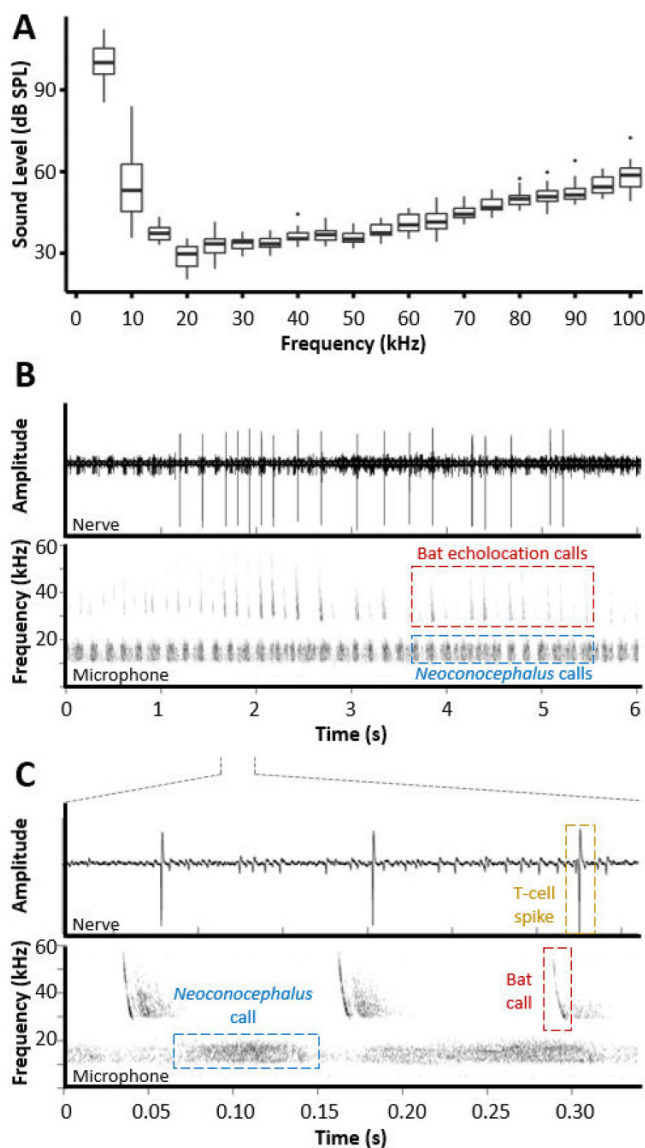 A
Sound Level (dB SPL)
90
60
30
0 10 20 30 40 50 60 70 80 90 100
Frequency (kHz)
B
Amplitude
Nerve
Frequency (kHz)
60
40
20
Bat echolocation calls
Neoconocephalus calls
Microphone
0 1 2 3 4 5 6
Time (s)
C
Amplitude
T-cell
spike
Nerve
Frequency (kHz)
60
40
20
Neoconocephalus
call
Bat
call
Microphone
0 0.05 0.10 0.15 0.20 0.25 0.30
Time (s)